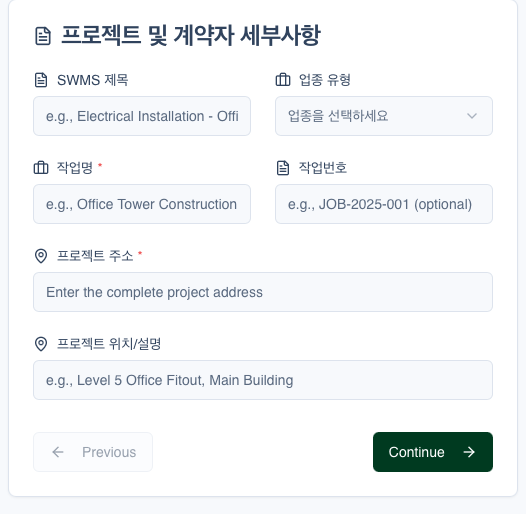 프로젝트 및 계약자 세부사항
SWMS 제목
업종 유형
e.g., Electrical Installation - Offi
업종을 선택하세요
작업명 *
작업번호
e.g., Office Tower Construction
e.g., JOB-2025-001 (optional)
프로젝트 주소 *
Enter the complete project address
프로젝트 위치/설명
e.g., Level 5 Office Fitout, Main Building
Previous
Continue